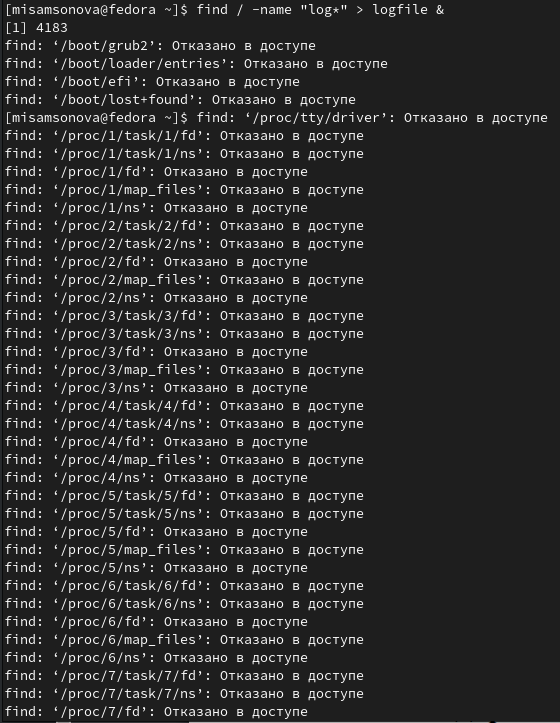 [misamsonova@fedora ~]$ find / -name "log*" > logfile &
[1] 4183
find: ‘/boot/grub2’: Отказано в доступе
find: ‘/boot/loader/entries’: Отказано в доступе
find: ‘/boot/efi’: Отказано в доступе
find: ‘/boot/lost+found’: Отказано в доступе
[misamsonova@fedora ~]$ find: ‘/proc/tty/driver’: Отказано в доступе
find: ‘/proc/1/task/1/fd’: Отказано в доступе
find: ‘/proc/1/task/1/ns’: Отказано в доступе
find: ‘/proc/1/fd’: Отказано в доступе
find: ‘/proc/1/map_files’: Отказано в доступе
find: ‘/proc/1/ns’: Отказано в доступе
find: ‘/proc/2/task/2/fd’: Отказано в доступе
find: ‘/proc/2/task/2/ns’: Отказано в доступе
find: ‘/proc/2/fd’: Отказано в доступе
find: ‘/proc/2/map_files’: Отказано в доступе
find: ‘/proc/2/ns’: Отказано в доступе
find: ‘/proc/3/task/3/fd’: Отказано в доступе
find: ‘/proc/3/task/3/ns’: Отказано в доступе
find: ‘/proc/3/fd’: Отказано в доступе
find: ‘/proc/3/map_files’: Отказано в доступе
find: ‘/proc/3/ns’: Отказано в доступе
find: ‘/proc/4/task/4/fd’: Отказано в доступе
find: ‘/proc/4/task/4/ns’: Отказано в доступе
find: ‘/proc/4/fd’: Отказано в доступе
find: ‘/proc/4/map_files’: Отказано в доступе
find: ‘/proc/4/ns’: Отказано в доступе
find: ‘/proc/5/task/5/fd’: Отказано в доступе
find: ‘/proc/5/task/5/ns’: Отказано в доступе
find: ‘/proc/5/fd’: Отказано в доступе
find: ‘/proc/5/map_files’: Отказано в доступе
find: ‘/proc/5/ns’: Отказано в доступе
find: ‘/proc/6/task/6/fd’: Отказано в доступе
find: ‘/proc/6/task/6/ns’: Отказано в доступе
find: ‘/proc/6/fd’: Отказано в доступе
find: ‘/proc/6/map_files’: Отказано в доступе
find: ‘/proc/6/ns’: Отказано в доступе
find: ‘/proc/7/task/7/fd’: Отказано в доступе
find: ‘/proc/7/task/7/ns’: Отказано в доступе
find: ‘/proc/7/fd’: Отказано в доступе